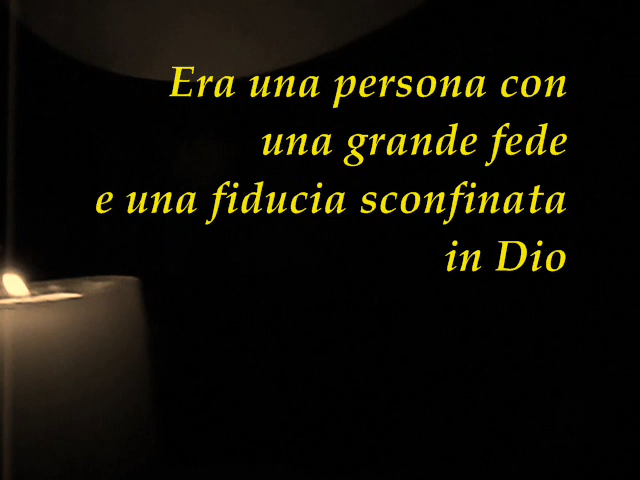 Era una persona con
una grande fede
e una fiducia sconfinata
in Dio